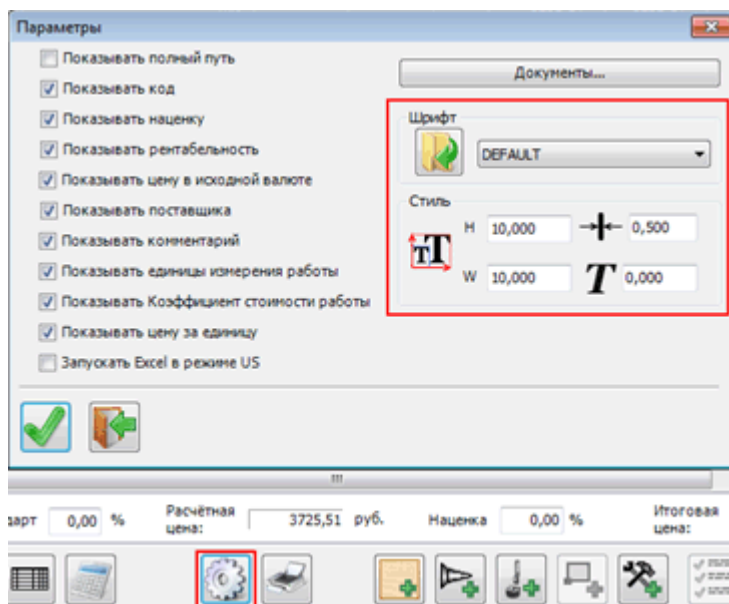 Параметры
Показывать полный путь
Показывать код
Показывать наценку
Показывать рентабельность
Показывать цену в исходной валюте
Показывать поставщика
Показывать комментарий
Показывать единицы измерения работы
Показывать Коэффициент стоимости работы
Показывать цену за единицу
Запускать Excel в режиме US
Документы...
Шрифт
DEFAULT
Стиль
H 10,000 0,500
W 10,000 0,000
дарт 0,00 % Расчётная цена: 3725,51 руб. Наценка 0,00 % Итоговая цена: